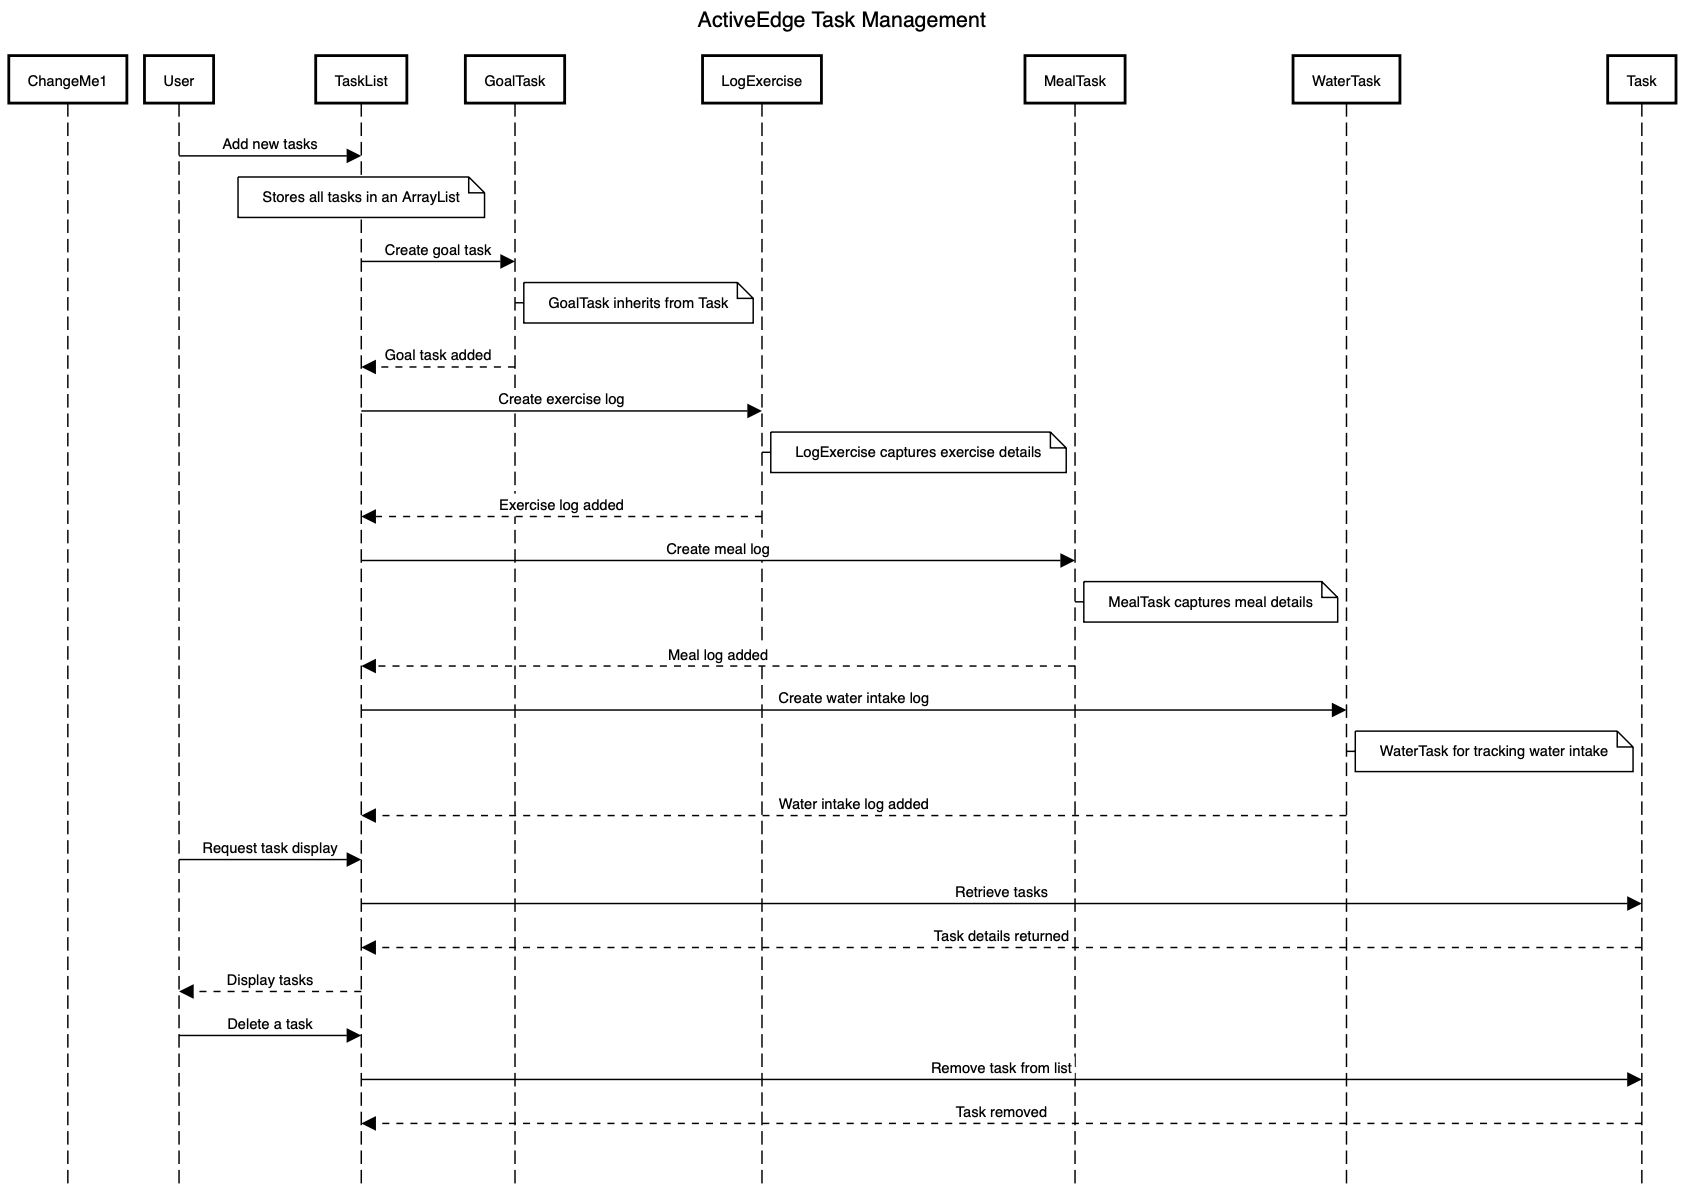 ActiveEdge Task Management
ChangeMe1
User
TaskList
GoalTask
LogExercise
MealTask
WaterTask
Task
Add new tasks
Stores all tasks in an ArrayList
Create goal task
GoalTask inherits from Task
Goal task added
Create exercise log
LogExercise captures exercise details
Exercise log added
Create meal log
MealTask captures meal details
Meal log added
Create water intake log
WaterTask for tracking water intake
Water intake log added
Request task display
Retrieve tasks
Task details returned
Display tasks
Delete a task
Remove task from list
Task removed